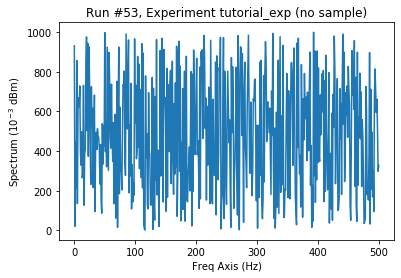 Run #53, Experiment tutorial_exp (no sample)
1000
800
600
400
200
0
Spectrum (10⁻³ dBm)
0 100 200 300 400 500
Freq Axis (Hz)